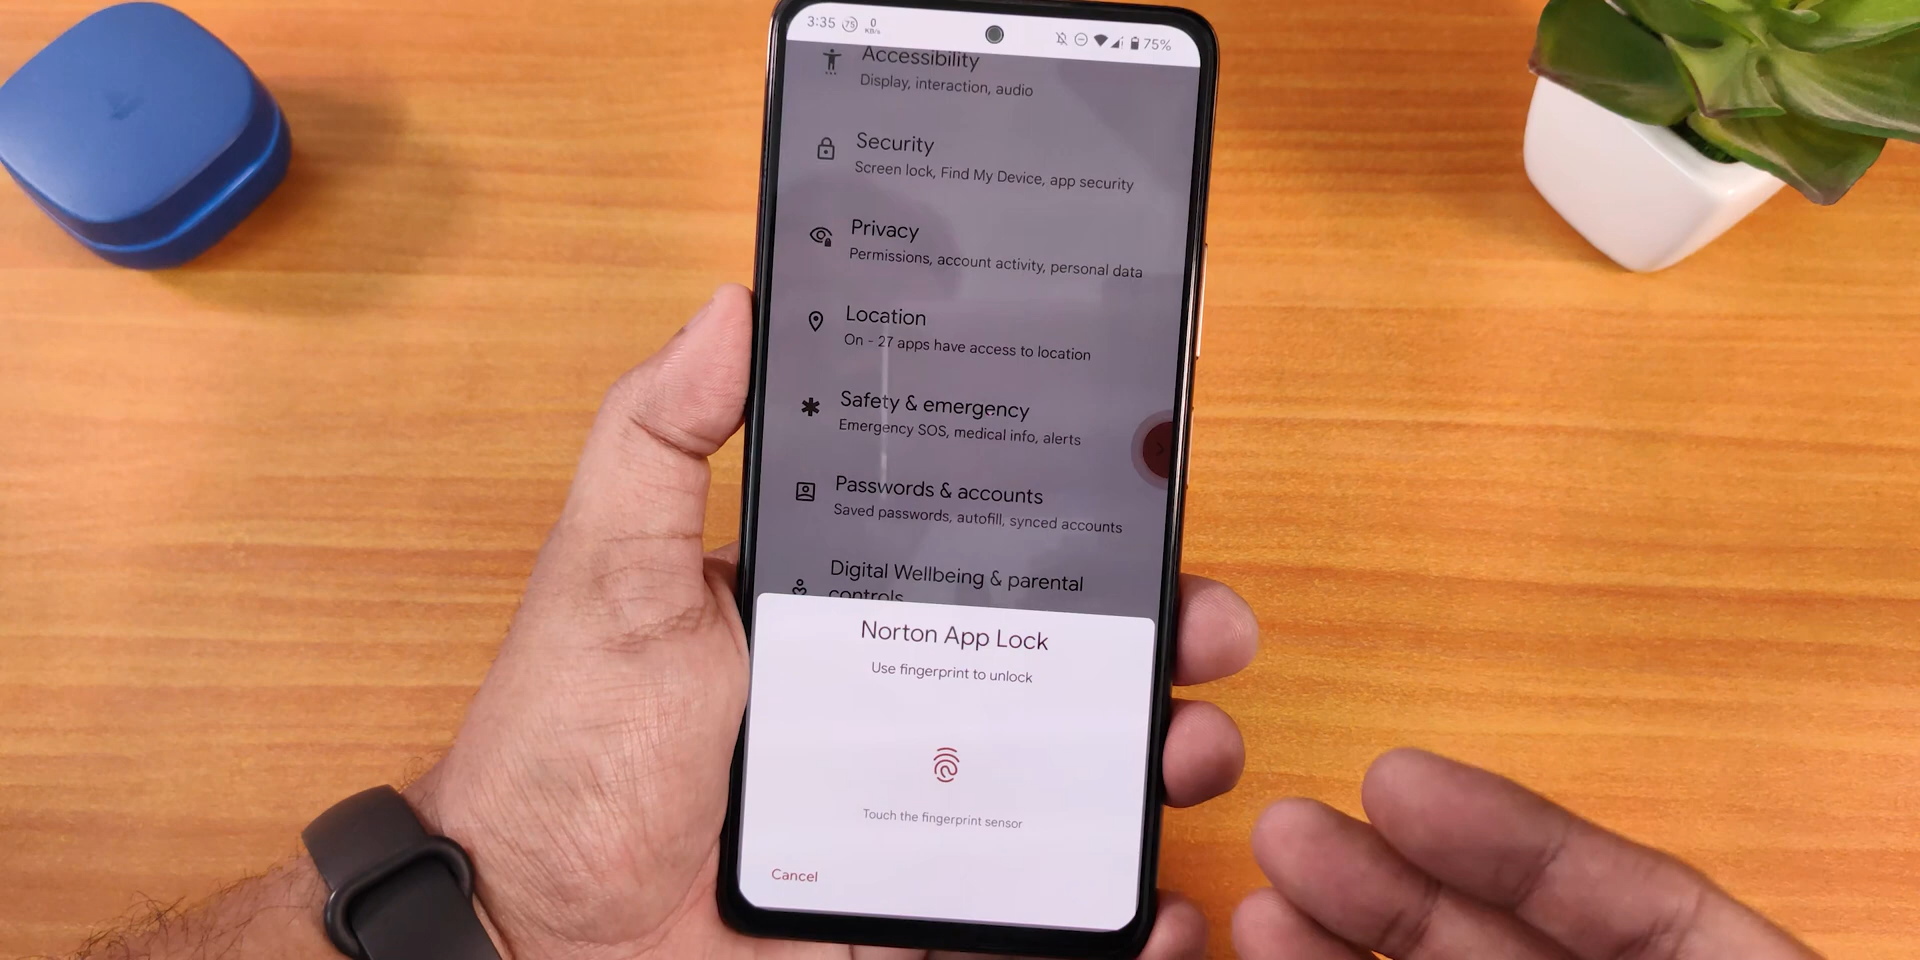 3:35 75 0 KB/s 75%
Accessibility
Display, interaction, audio
Security
Screen lock, Find My Device, app security
Privacy
Permissions, account activity, personal data
Location
On - 27 apps have access to location
Safety & emergency
Emergency SOS, medical info, alerts
Passwords & accounts
Saved passwords, autofill, synced accounts
Digital Wellbeing & parental
controls
Norton App Lock
Use fingerprint to unlock
Touch the fingerprint sensor
Cancel